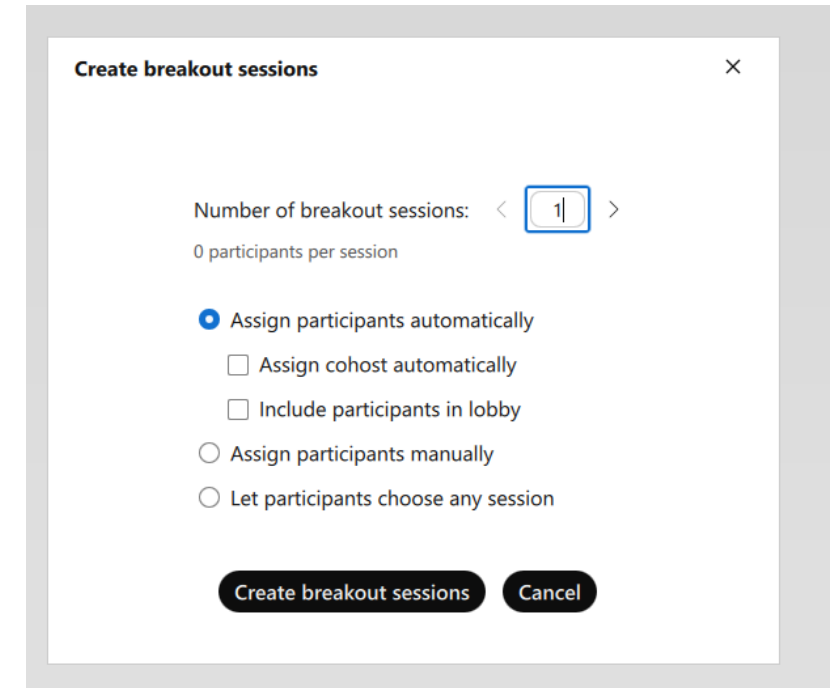 Create breakout sessions
Number of breakout sessions: 1
0 participants per session
Assign participants automatically
Assign cohost automatically
Include participants in lobby
Assign participants manually
Let participants choose any session
Create breakout sessions Cancel